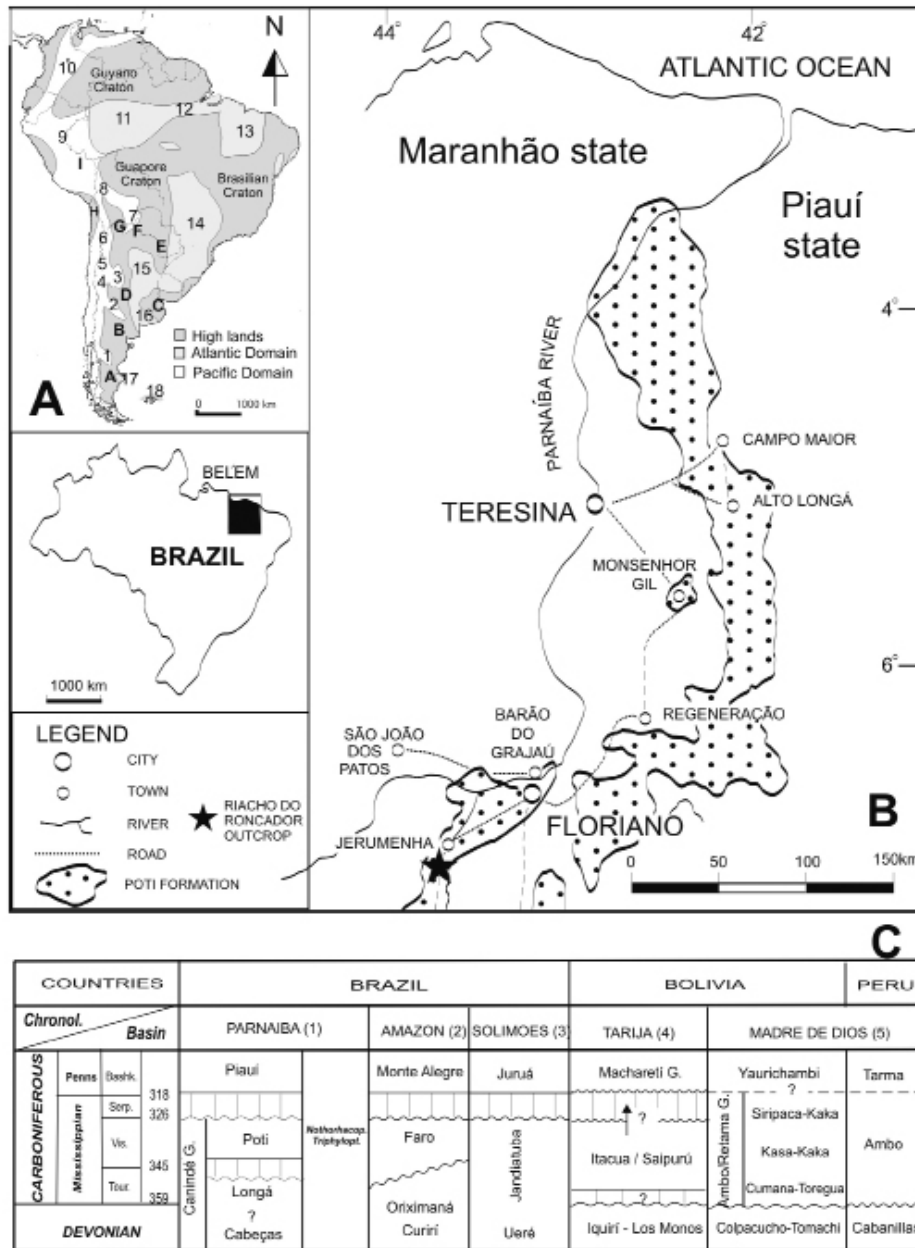 N
10
Guyano
Craton
12
11
13
9
I
Guapore
Craton
Brasilian
Craton
8
H
7
G
F
14
6
E
5
15
4
3
D
C
2
16
B
High lands
1
Atlantic Domain
A
17
Pacific Domain
18
A
0 1000 km
BELEM
BRAZIL
1000 km
LEGEND
CITY
TOWN
RIVER
RIACHO DO
RONCADOR
OUTCROP
ROAD
POTI FORMATION
44°
42°
ATLANTIC OCEAN
Maranhão state
Piauí
state
4°
PARNAÍBA RIVER
CAMPO MAIOR
TERESINA
ALTO LONGÁ
MONSENHOR
GIL
6°
REGENERAÇÃO
BARÃO
DO
GRAJAÚ
SÃO JOÃO
DOS
PATOS
FLORIANO
B
JERUMENHA
0 50 100 150km
C
COUNTRIES BRAZIL BOLIVIA PERU
Chronol. Basin PARNAIBA (1) AMAZON (2) SOLIMOES (3) TARIJA (4) MADRE DE DIOS (5)
CARBONIFEROUS Penns Bashk. Piauí Monte Alegre Juruá Machareti G. Yaurichambi Tarma
318 ?
Mississippian Serp. ? Siripaca-Kaka
326
Vis. Canindé G. Poti Nothorhacop. Triphylopt. Faro Jandiatuba Itacua / Saipurú Ambo/Retama G. Kasa-Kaka Ambo
345
Tour. Longá Oriximaná Cumana-Toregua
359 ? ?
DEVONIAN Cabeças Curirí Uerê Iquirí - Los Monos Colpacucho-Tomachi Cabanillas